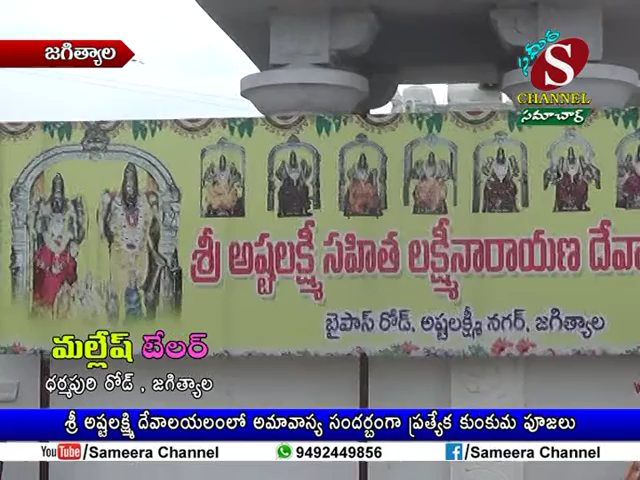 జగిత్యాల
సమీర
S
CHANNEL
సమాచార్
శ్రీ అష్టలక్ష్మీ సహిత లక్ష్మీనారాయణ దేవా
బైపాస్ రోడ్, అష్టలక్ష్మీ నగర్, జగిత్యాల
మల్లేష్ టేలర్
ధర్మపురి రోడ్ , జగిత్యాల
శ్రీ అష్టలక్ష్మి దేవాలయలంలో అమావాస్య సందర్భంగా ప్రత్యేక కుంకుమ పూజలు
YouTube /Sameera Channel 9492449856 f /Sameera Channel